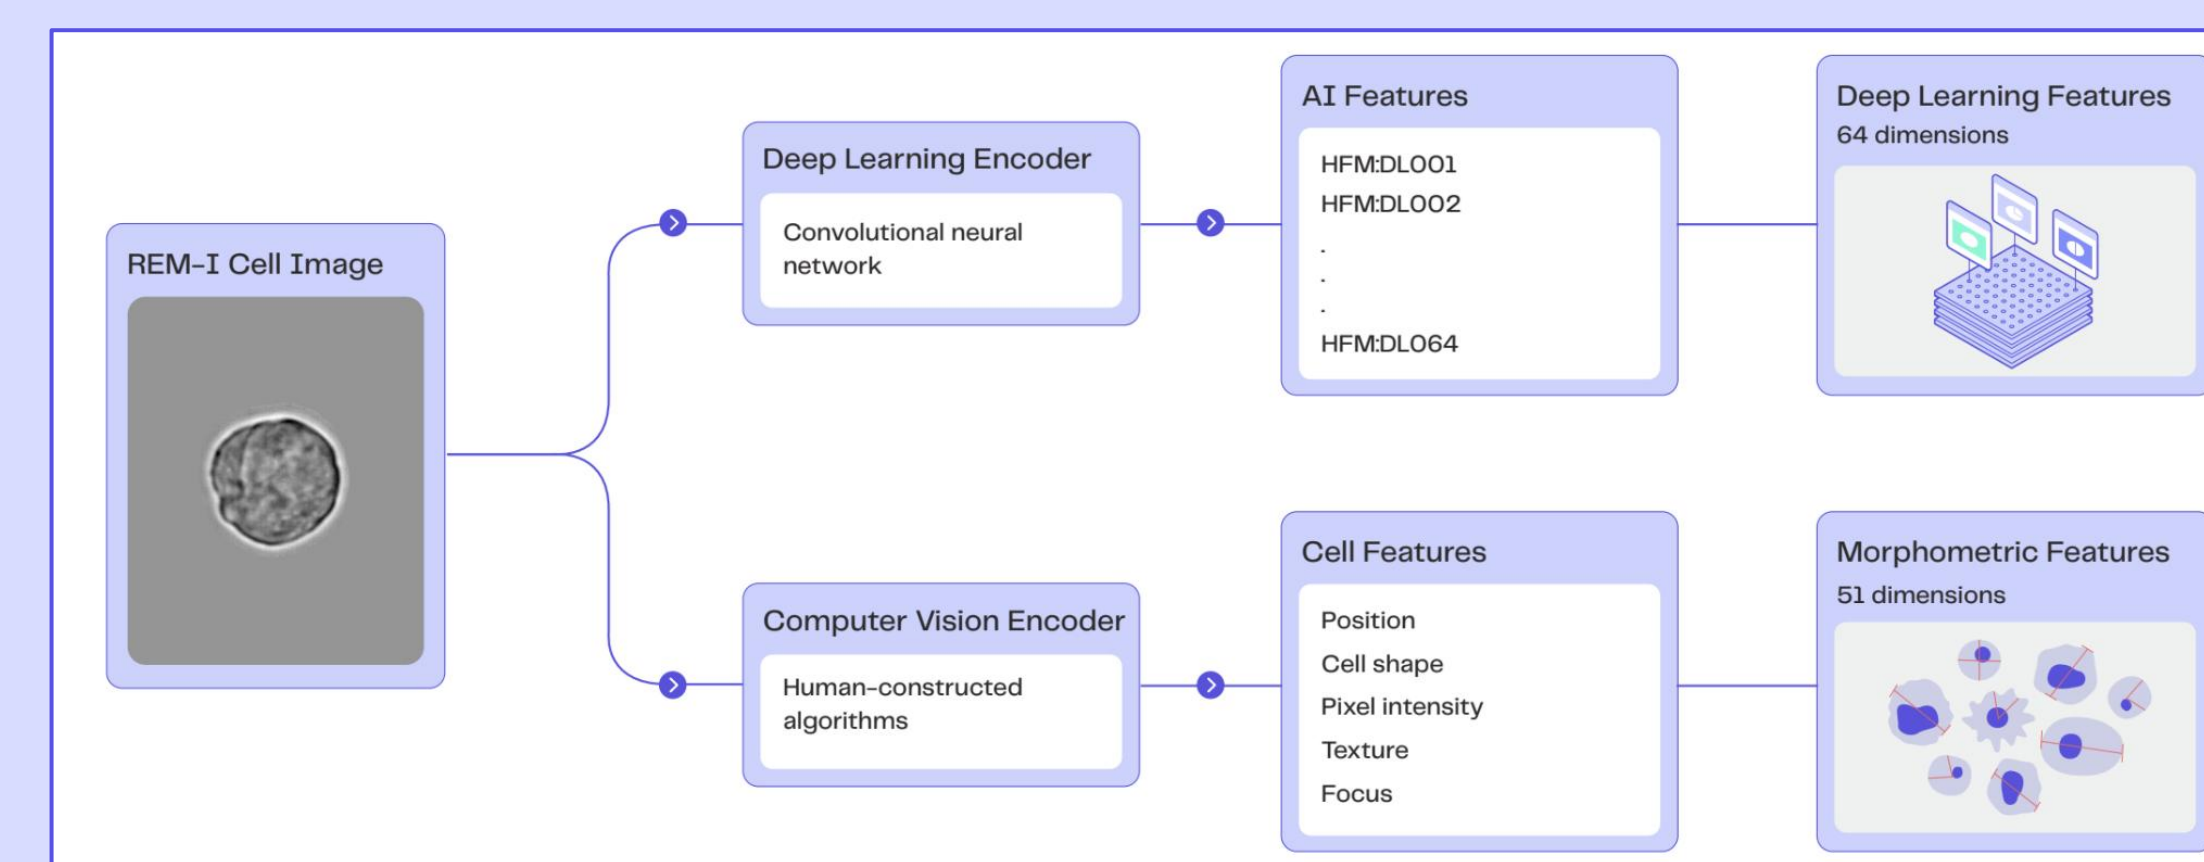 REM-I Cell Image
Deep Learning Encoder
Convolutional neural
network
AI Features
HFM:DL001
HFM:DL002
.
.
.
HFM:DL064
Deep Learning Features
64 dimensions
Computer Vision Encoder
Human-constructed
algorithms
Cell Features
Position
Cell shape
Pixel intensity
Texture
Focus
Morphometric Features
51 dimensions